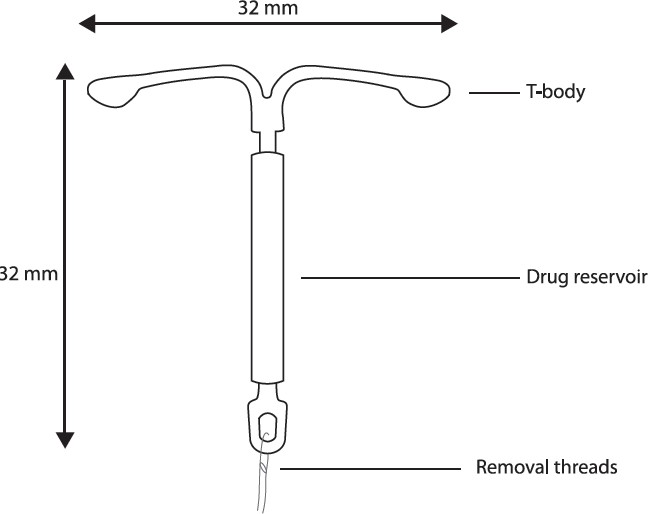 32 mm
T-body
32 mm
Drug reservoir
Removal threads